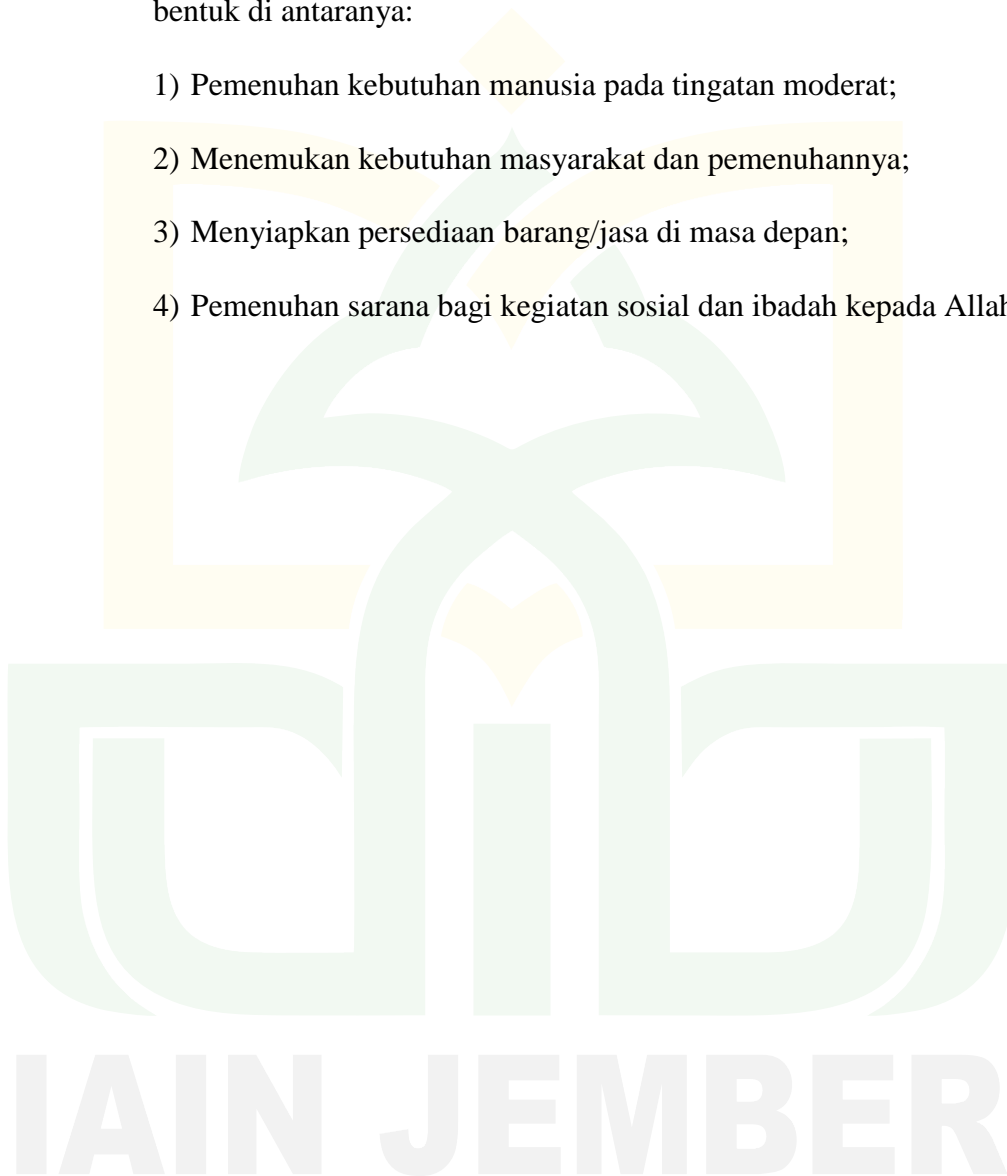 bentuk di antaranya:
1) Pemenuhan kebutuhan manusia pada tingatan moderat;
2) Menemukan kebutuhan masyarakat dan pemenuhannya;
3) Menyiapkan persediaan barang/jasa di masa depan;
4) Pemenuhan sarana bagi kegiatan sosial dan ibadah kepada Allah
IAIN JEMBER